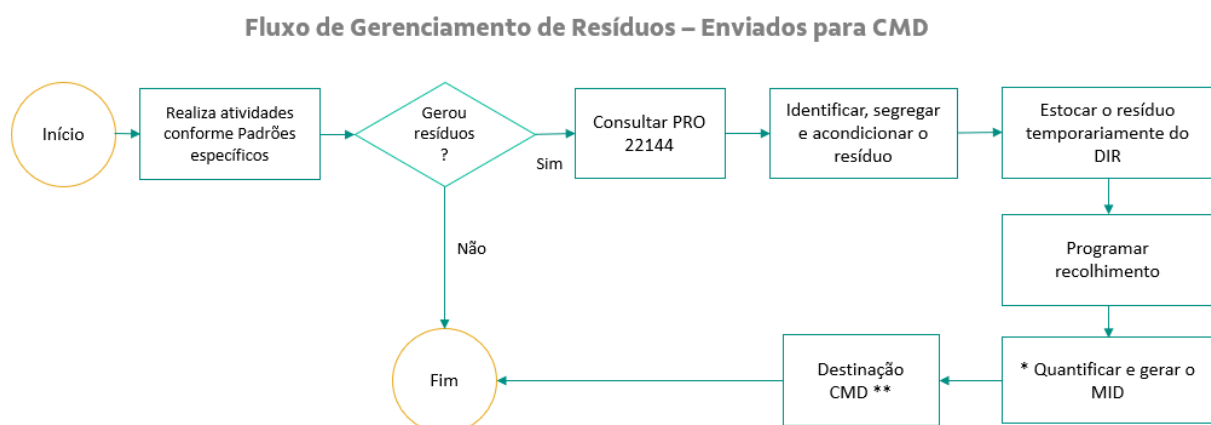 Fluxo de Gerenciamento de Resíduos – Enviados para CMD
Início
Realiza atividades
conforme Padrões
específicos
Gerou
resíduos
?
Sim
Consultar PRO
22144
Identificar, segregar
e acondicionar o
resíduo
Estocar o resíduo
temporariamente do
DIR
Não
Programar
recolhimento
* Quantificar e gerar o
MID
Destinação
CMD **
Fim